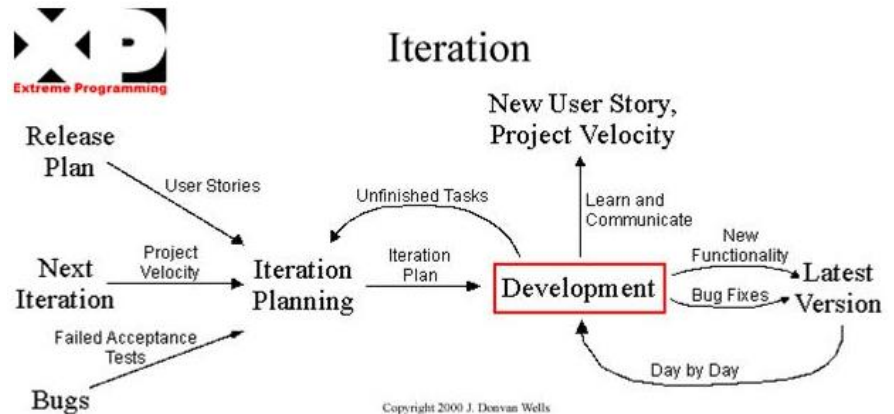 XP
Extreme Programming
Iteration
New User Story,
Project Velocity
Release
Plan
User Stories
Unfinished Tasks
Learn and
Communicate
Next
Iteration
Project
Velocity
Iteration
Planning
Iteration
Plan
Development
New
Functionality
Bug Fixes
Latest
Version
Failed Acceptance
Tests
Day by Day
Bugs
Copyright 2000 J. Donvan Wells